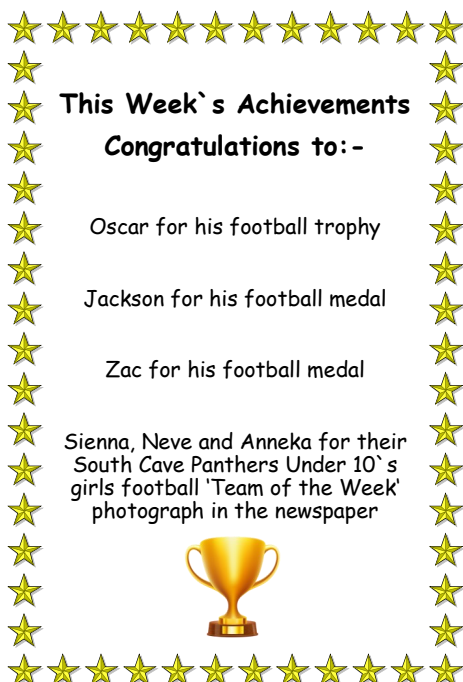 This Week`s Achievements
Congratulations to:-
Oscar for his football trophy
Jackson for his football medal
Zac for his football medal
Sienna, Neve and Anneka for their
South Cave Panthers Under 10`s
girls football ‘Team of the Week‘
photograph in the newspaper